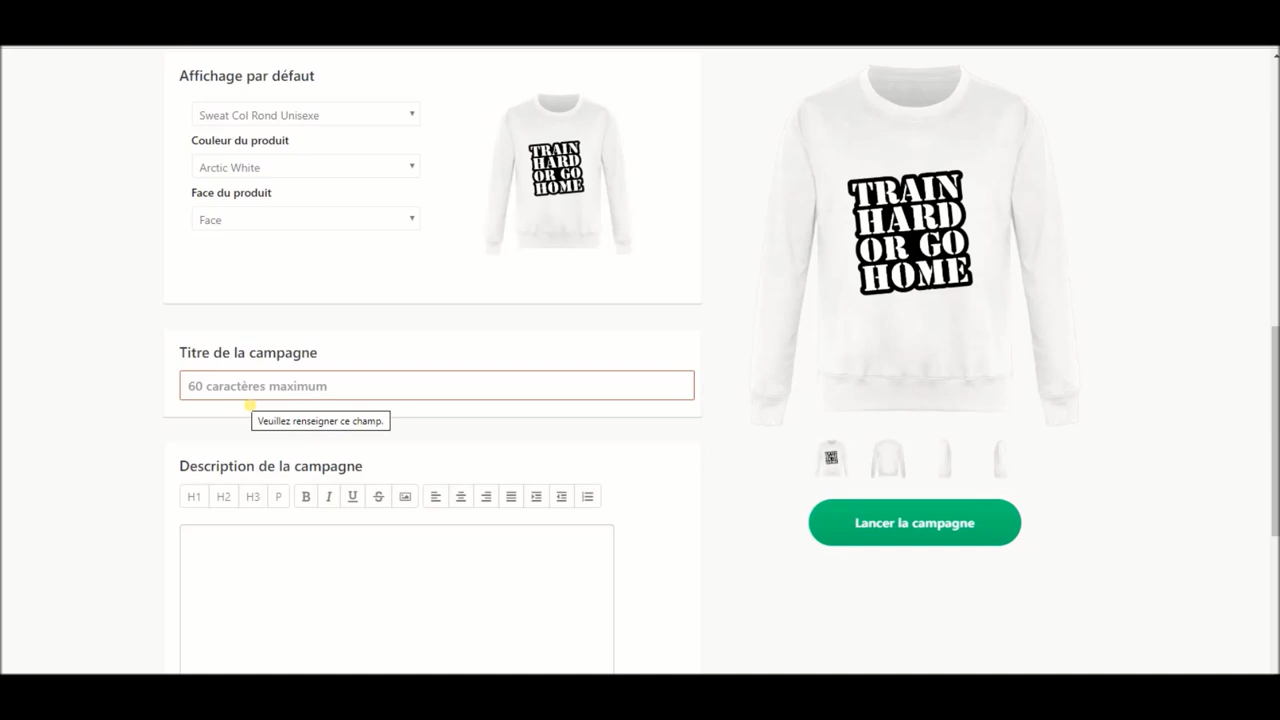 Affichage par défaut
Sweat Col Rond Unisexe
Couleur du produit
Arctic White
Face du produit
Face
TRAIN
HARD
OR GO
HOME
TRAIN
HARD
OR GO
HOME
Titre de la campagne
60 caractères maximum
Veuillez renseigner ce champ.
Description de la campagne
H1 H2 H3 P B I U S
Lancer la campagne